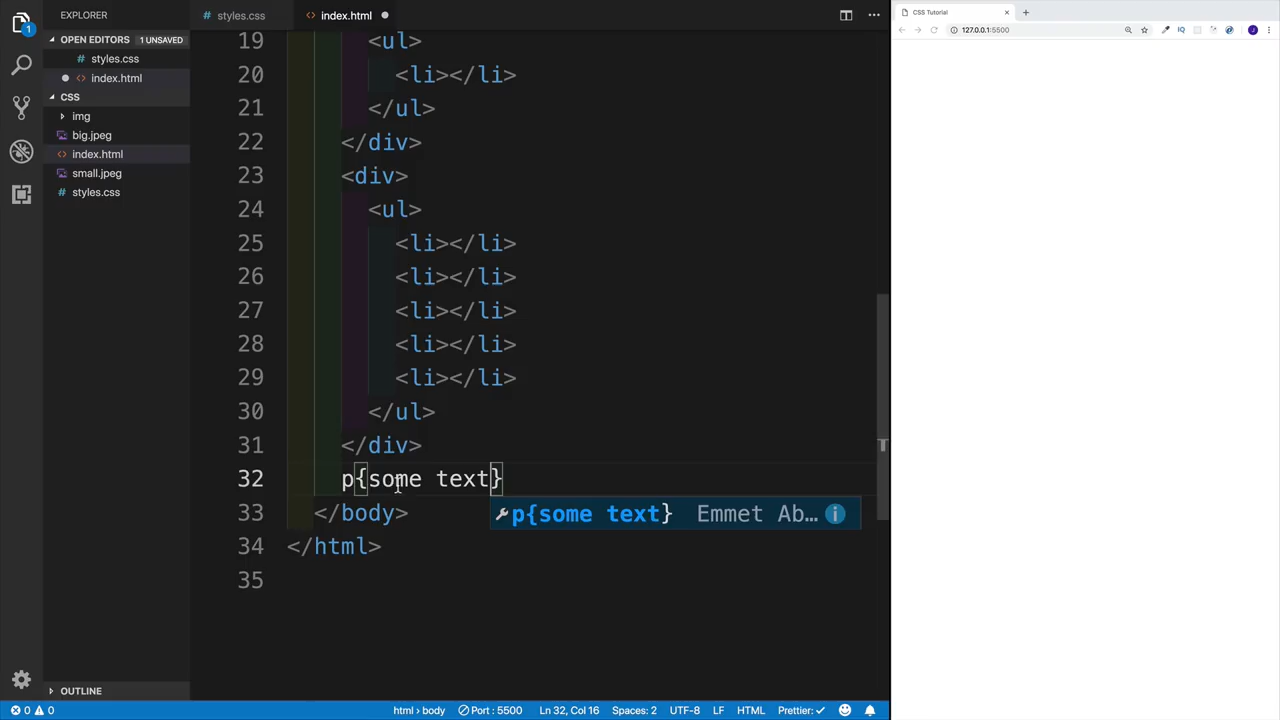 EXPLORER
OPEN EDITORS 1 UNSAVED
styles.css
index.html
CSS
img
big.jpeg
index.html
small.jpeg
styles.css
OUTLINE
1
# styles.css
<> index.html
19 <ul>
20 <li></li>
21 </ul>
22 </div>
23 <div>
24 <ul>
25 <li></li>
26 <li></li>
27 <li></li>
28 <li></li>
29 <li></li>
30 </ul>
31 </div>
32 p{some text}
p{some text} Emmet Ab...
33 </body>
34 </html>
35
CSS Tutorial
127.0.0.1:5500
IQ
J
0 0 html › body Port : 5500 Ln 32, Col 16 Spaces: 2 UTF-8 LF HTML Prettier: ✓